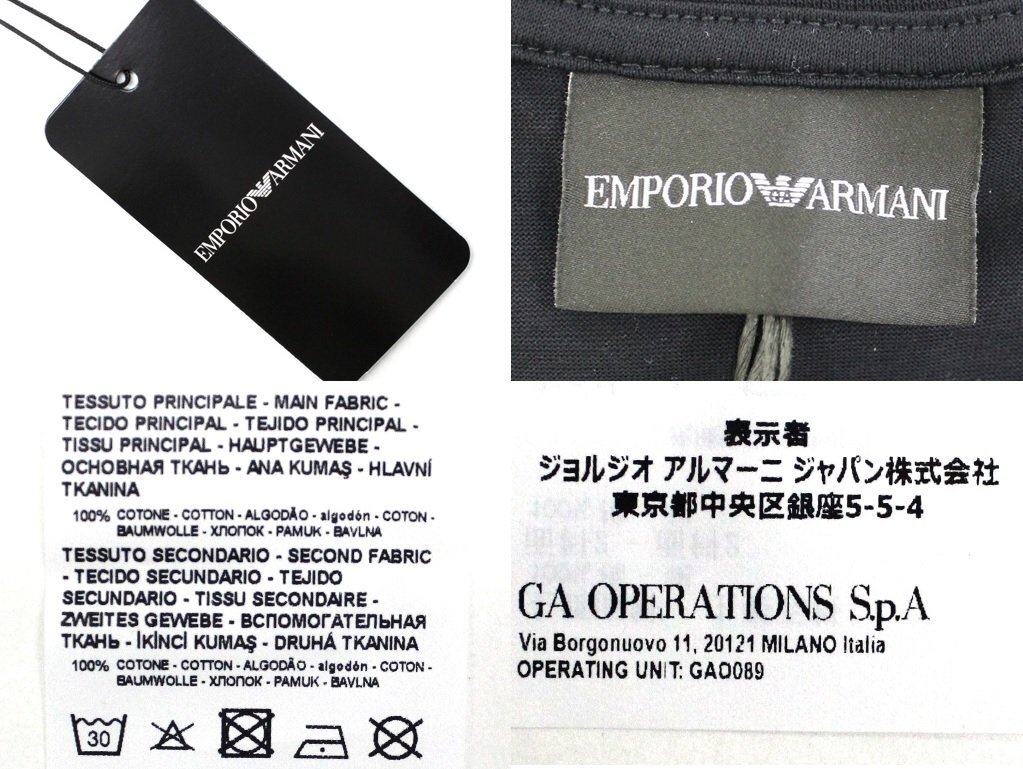 EMPORIO ARMANI
EMPORIO ARMANI
TESSUTO PRINCIPALE - MAIN FABRIC -
TECIDO PRINCIPAL - TEJIDO PRINCIPAL -
TISSU PRINCIPAL - HAUPTGEWEBE -
ОСНОВНАЯ ТКАНЬ - ANA KUMAŞ - HLAVNÍ
TKANINA
100% COTONE - COTTON - ALGODÃO - algodón - COTON -
BAUMWOLLE - ХЛОПОК - PAMUK - BAVLNA
TESSUTO SECONDARIO - SECOND FABRIC
- TECIDO SECUNDARIO - TEJIDO
SECUNDARIO - TISSU SECONDAIRE -
ZWEITES GEWEBE - ВСПОМОГАТЕЛЬНАЯ
ТКАНЬ - İKİNCİ KUMAŞ - DRUHÁ TKANINA
100% COTONE - COTTON - ALGODÃO - algodón - COTON -
BAUMWOLLE - ХЛОПОК - PAMUK - BAVLNA
30
表示者
ジョルジオ アルマーニ ジャパン株式会社
東京都中央区銀座5-5-4
GA OPERATIONS S.p.A
Via Borgonuovo 11, 20121 MILANO Italia
OPERATING UNIT: GAO089